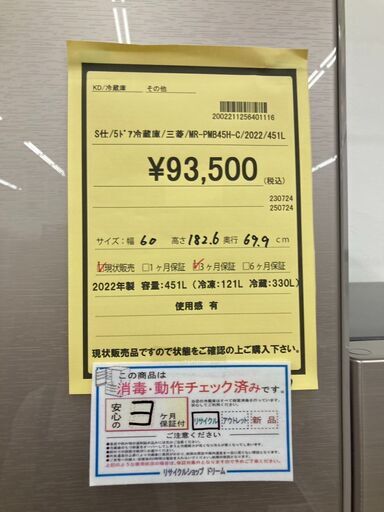 KD/冷蔵庫 その他
2002211256401116
S仕/5ドア冷蔵庫/三菱/MR-PMB45H-C/2022/451L
¥93,500
(税込)
230724
250724
サイズ:幅 60 高さ 182.6 奥行 69.9 cm
☑現状販売 □1ヶ月保証 ☑3ヶ月保証 □6ヶ月保証
2022年製 容量:451L (冷凍:121L 冷蔵:330L)
使用感 有
現状販売品ですので状態をご確認の上ご購入下さい。
この商品は
消毒・動作チェック済みです。
安心の 3 ヶ月保証付
リサイクル アウトレット 新品
ご注意ください
リサイクルショップ ドリーム